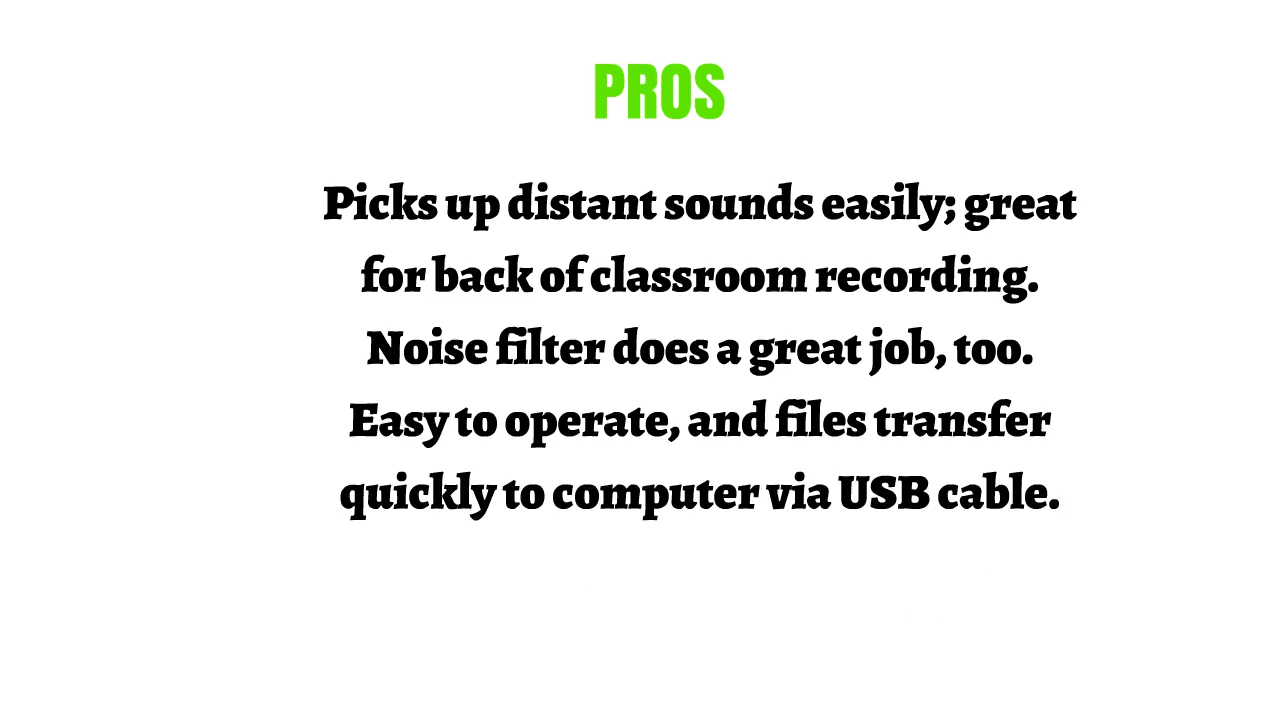 PROS
Picks up distant sounds easily; great
for back of classroom recording.
Noise filter does a great job, too.
Easy to operate, and files transfer
quickly to computer via USB cable.